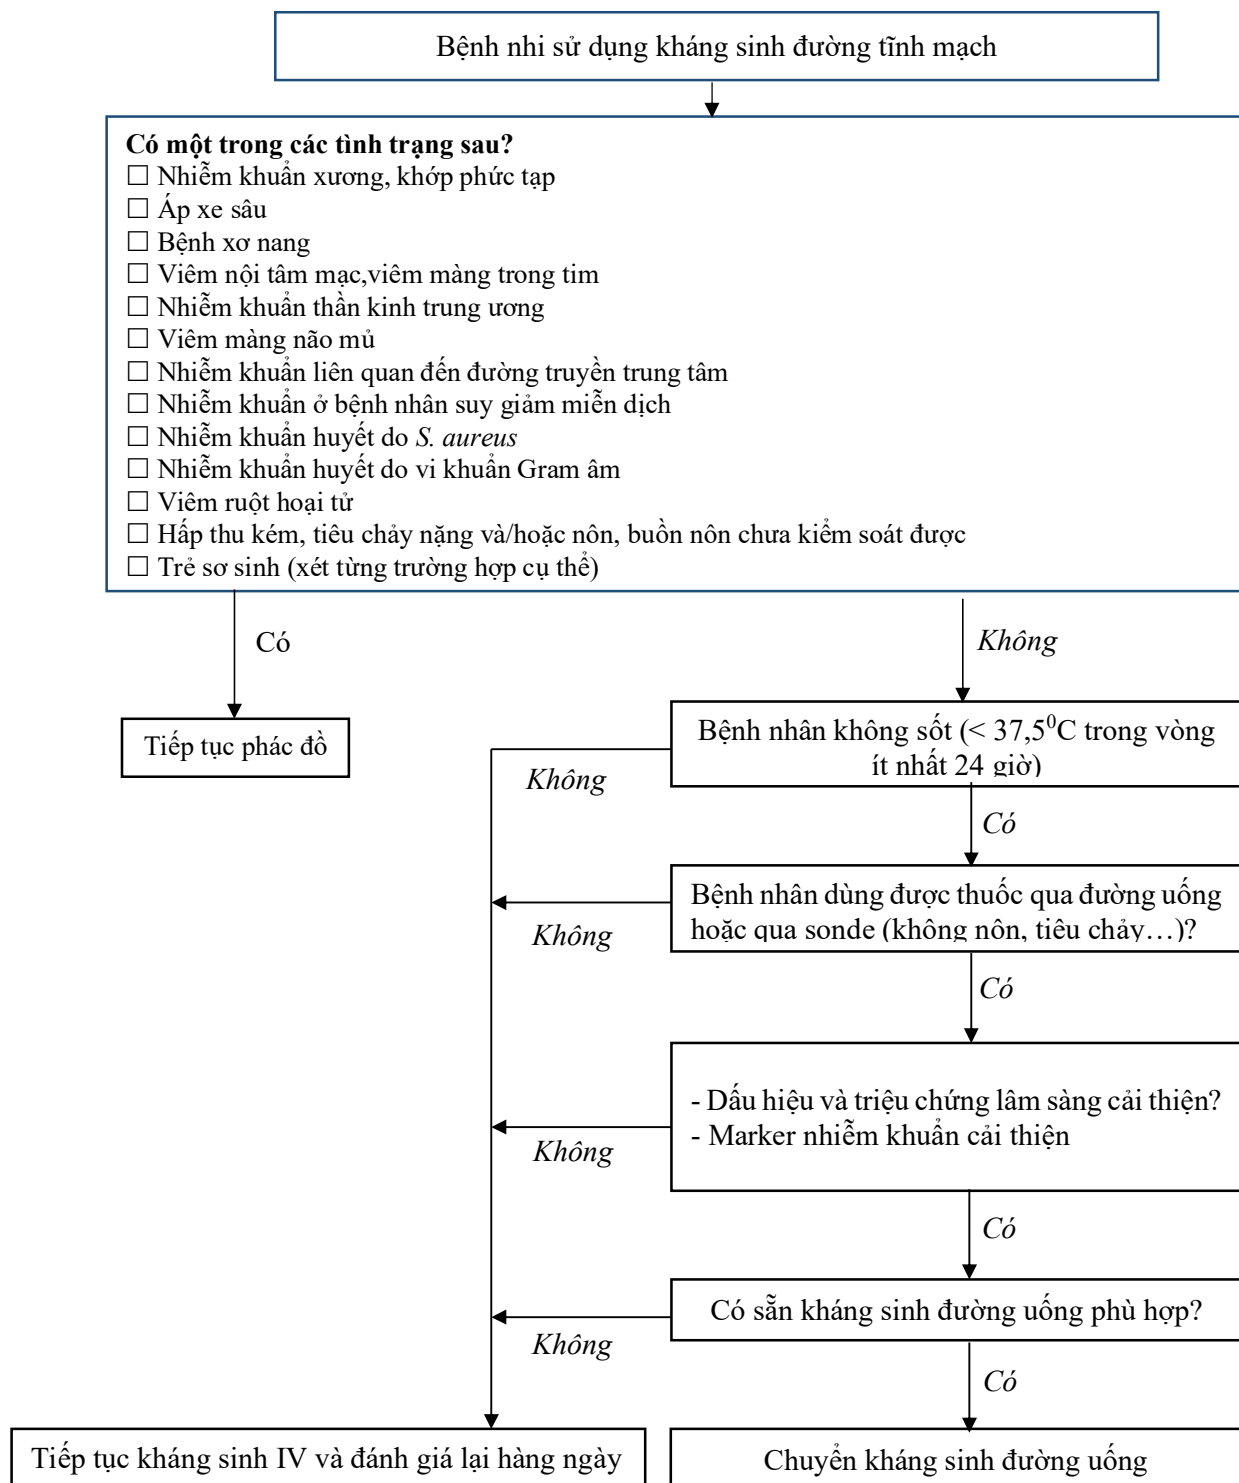 Bệnh nhi sử dụng kháng sinh đường tĩnh mạch
Có một trong các tình trạng sau?
☐ Nhiễm khuẩn xương, khớp phức tạp
☐ Áp xe sâu
☐ Bệnh xơ nang
☐ Viêm nội tâm mạc,viêm màng trong tim
☐ Nhiễm khuẩn thần kinh trung ương
☐ Viêm màng não mủ
☐ Nhiễm khuẩn liên quan đến đường truyền trung tâm
☐ Nhiễm khuẩn ở bệnh nhân suy giảm miễn dịch
☐ Nhiễm khuẩn huyết do S. aureus
☐ Nhiễm khuẩn huyết do vi khuẩn Gram âm
☐ Viêm ruột hoại tử
☐ Hấp thu kém, tiêu chảy nặng và/hoặc nôn, buồn nôn chưa kiểm soát được
☐ Trẻ sơ sinh (xét từng trường hợp cụ thể)
Có
Không
Tiếp tục phác đồ
Bệnh nhân không sốt (< 37,5⁰C trong vòng
ít nhất 24 giờ)
Không
Có
Bệnh nhân dùng được thuốc qua đường uống
hoặc qua sonde (không nôn, tiêu chảy…)?
Không
Có
- Dấu hiệu và triệu chứng lâm sàng cải thiện?
- Marker nhiễm khuẩn cải thiện
Không
Có
Có sẵn kháng sinh đường uống phù hợp?
Không
Có
Tiếp tục kháng sinh IV và đánh giá lại hàng ngày
Chuyển kháng sinh đường uống